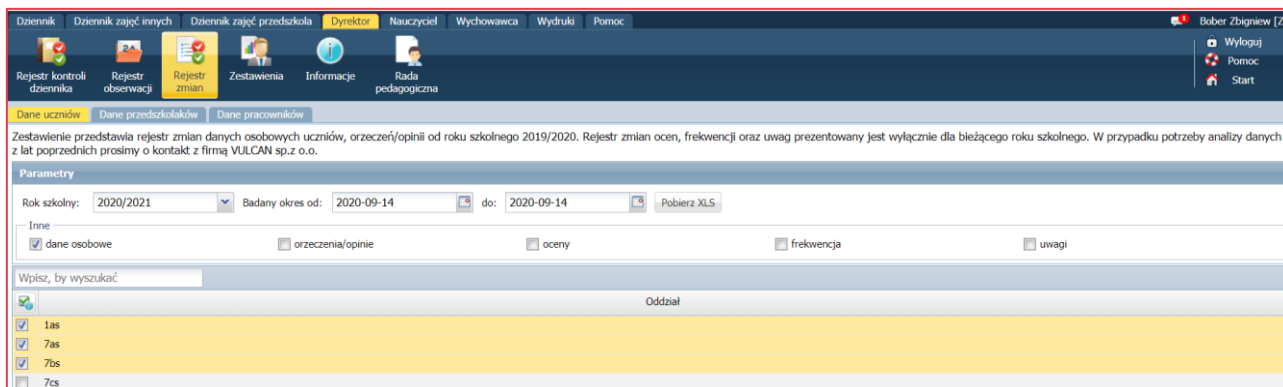 Dziennik Dziennik zajęć innych Dziennik zajęć przedszkola Dyrektor Nauczyciel Wychowawca Wydruki Pomoc 1 Bober Zbigniew [Z
Rejestr kontroli dziennika Rejestr obserwacji Rejestr zmian Zestawienia Informacje Rada pedagogiczna
Wyloguj
Pomoc
Start
Dane uczniów Dane przedszkolaków Dane pracowników
Zestawienie przedstawia rejestr zmian danych osobowych uczniów, orzeczeń/opinii od roku szkolnego 2019/2020. Rejestr zmian ocen, frekwencji oraz uwag prezentowany jest wyłącznie dla bieżącego roku szkolnego. W przypadku potrzeby analizy danych
z lat poprzednich prosimy o kontakt z firmą VULCAN sp.z o.o.
Parametry
Rok szkolny: 2020/2021 Badany okres od: 2020-09-14 do: 2020-09-14 Pobierz XLS
Inne
dane osobowe orzeczenia/opinie oceny frekwencja uwagi
Wpisz, by wyszukać
Oddział
1as
7as
7bs
7cs